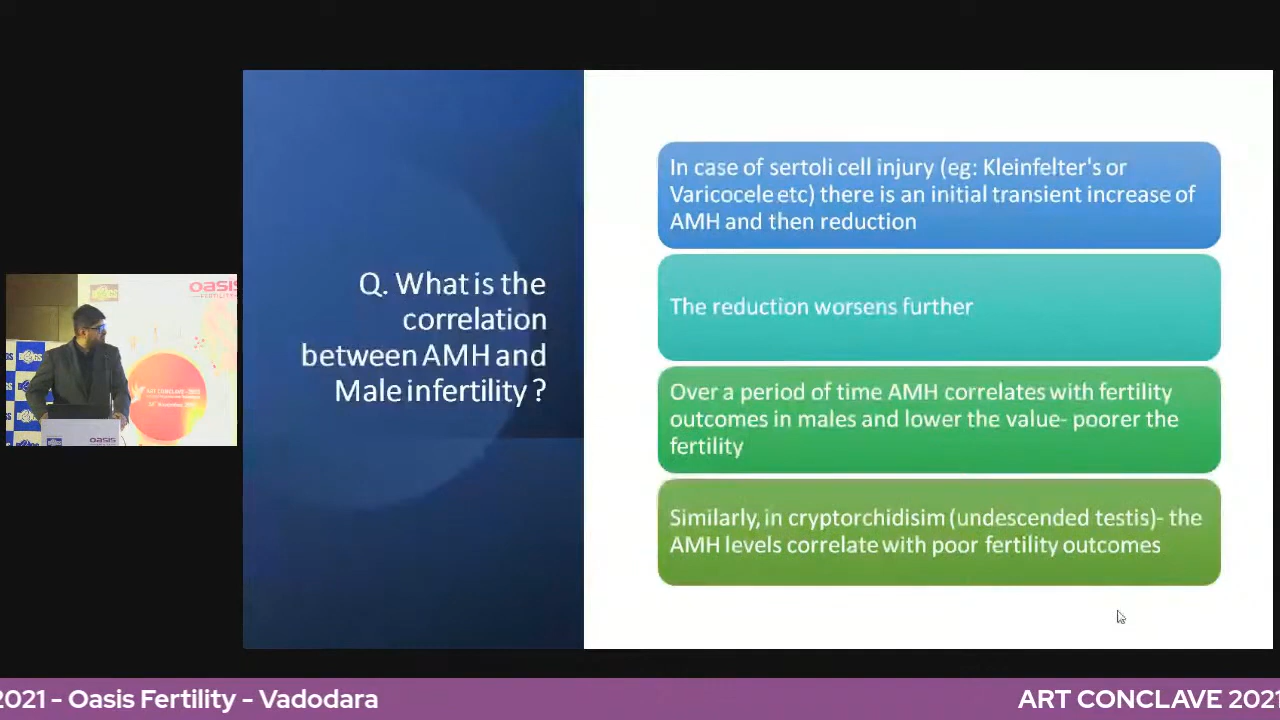 Q. What is the
correlation
between AMH and
Male infertility ?
In case of sertoli cell injury (eg: Kleinfelter's or
Varicocele etc) there is an initial transient increase of
AMH and then reduction
The reduction worsens further
Over a period of time AMH correlates with fertility
outcomes in males and lower the value- poorer the
fertility
Similarly, in cryptorchidisim (undescended testis)- the
AMH levels correlate with poor fertility outcomes
OASIS
FERTILITY
OASIS
2021 - Oasis Fertility - Vadodara
ART CONCLAVE 2021